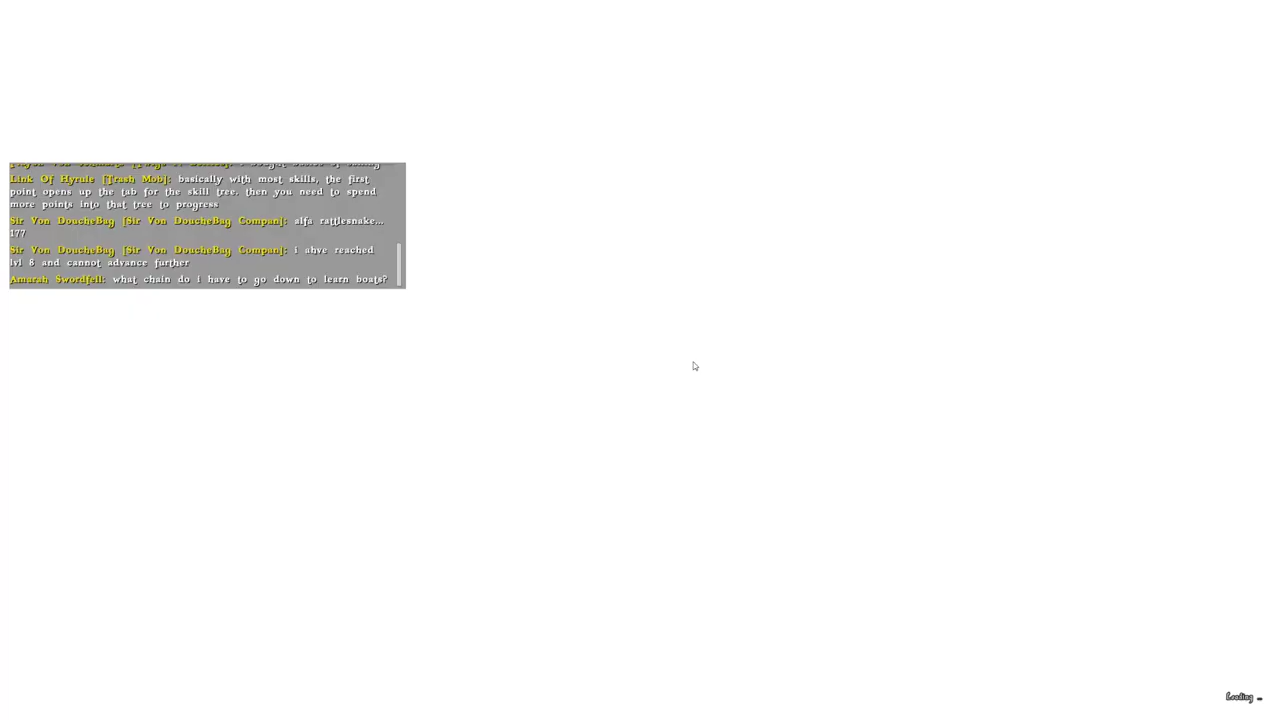 Link Of Hyrule [Trash Mob]: basically with most skills, the first
point opens up the tab for the skill tree. then you need to spend
more points into that tree to progress
Sir Von DoucheBag [Sir Von DoucheBag Compan]: alfa rattlesnake...
177
Sir Von DoucheBag [Sir Von DoucheBag Compan]: i ahve reached
lvl 8 and cannot advance further
Amarah Swordfell: what chain do i have to go down to learn boats?
Loading